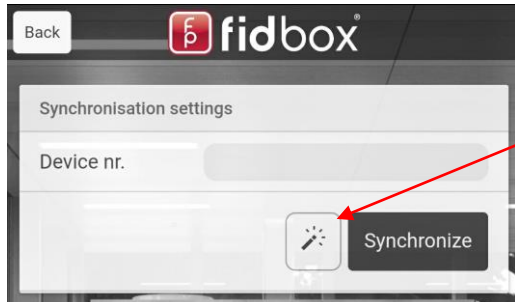 Back
fidbox®
Synchronisation settings
Device nr.
Synchronize